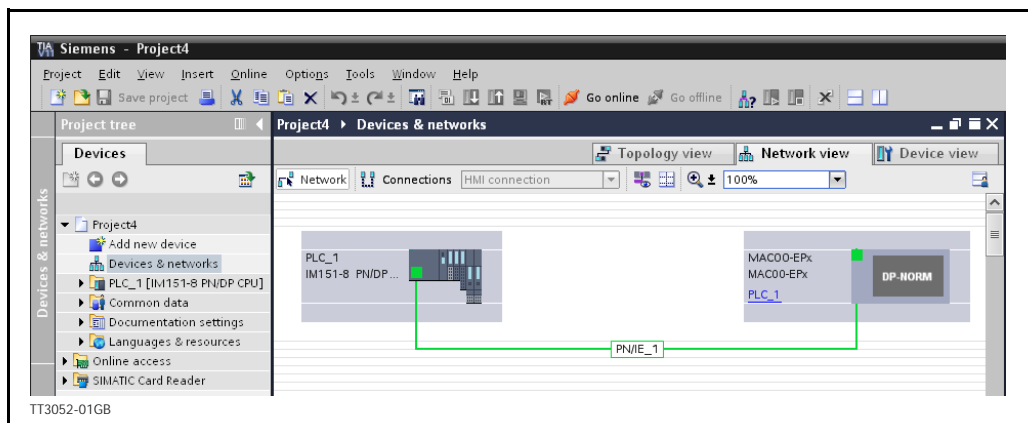 Siemens - Project4
Project Edit View Insert Online Options Tools Window Help
Save project Go online Go offline
Project tree
Project4 Devices & networks
Devices
Topology view Network view Device view
Network Connections HMI connection 100%
Devices & networks
Project4
Add new device
Devices & networks
PLC_1 [IM151-8 PN/DP CPU]
Common data
Documentation settings
Languages & resources
Online access
SIMATIC Card Reader
PLC_1
IM151-8 PN/DP...
MAC00-EPx
MAC00-EPx
PLC_1
DP-NORM
PN/IE_1
TT3052-01GB